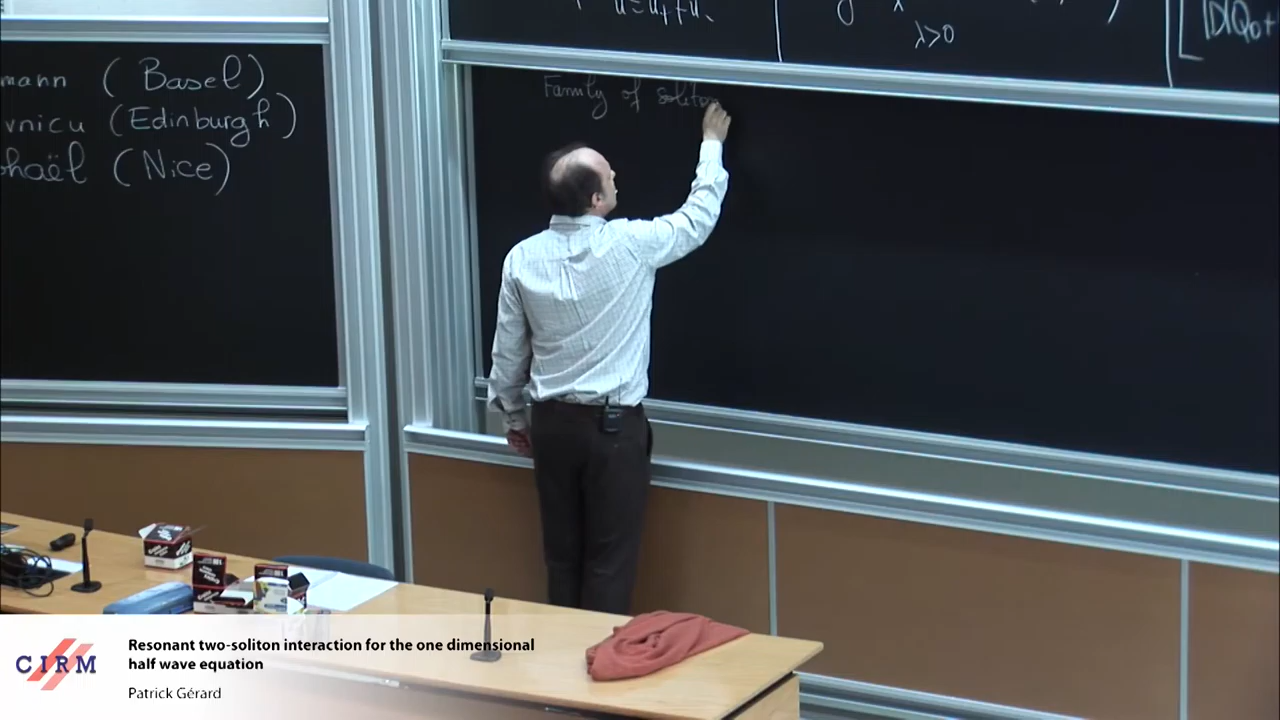 mann (Basel)
vnicu (Edinburgh)
phaël (Nice)
λ>0
Family of soliton
CIRM
Resonant two-soliton interaction for the one dimensional
half wave equation
Patrick Gérard